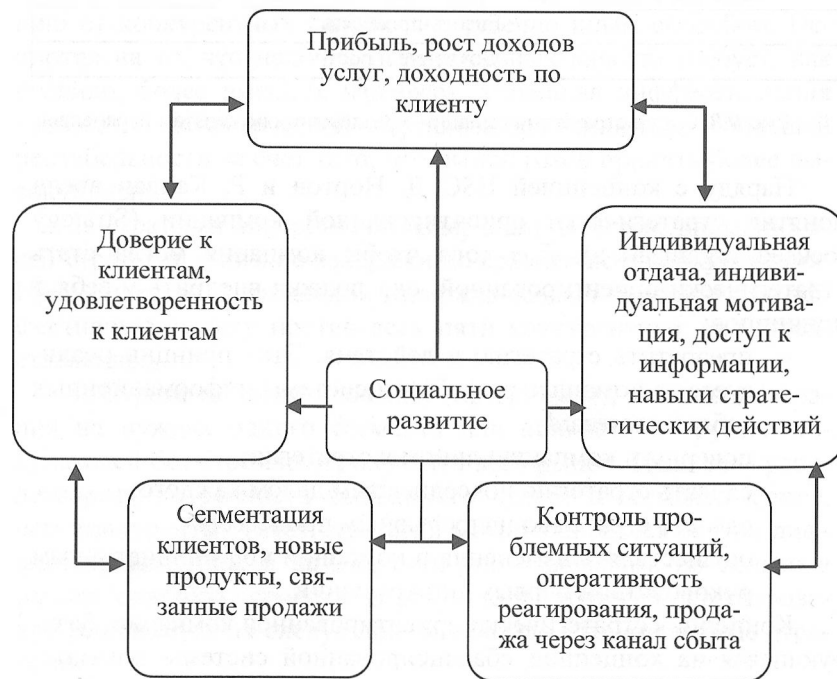 Прибыль, рост доходов
услуг, доходность по
клиенту
Доверие к
клиентам,
удовлетворенность
к клиентам
Индивидуальная
отдача, индиви-
дуальная мотива-
ция, доступ к
информации,
навыки страте-
гических действий
Социальное
развитие
Сегментация
клиентов, новые
продукты, свя-
занные продажи
Контроль про-
блемных ситуаций,
оперативность
реагирования, прода-
жа через канал сбыта